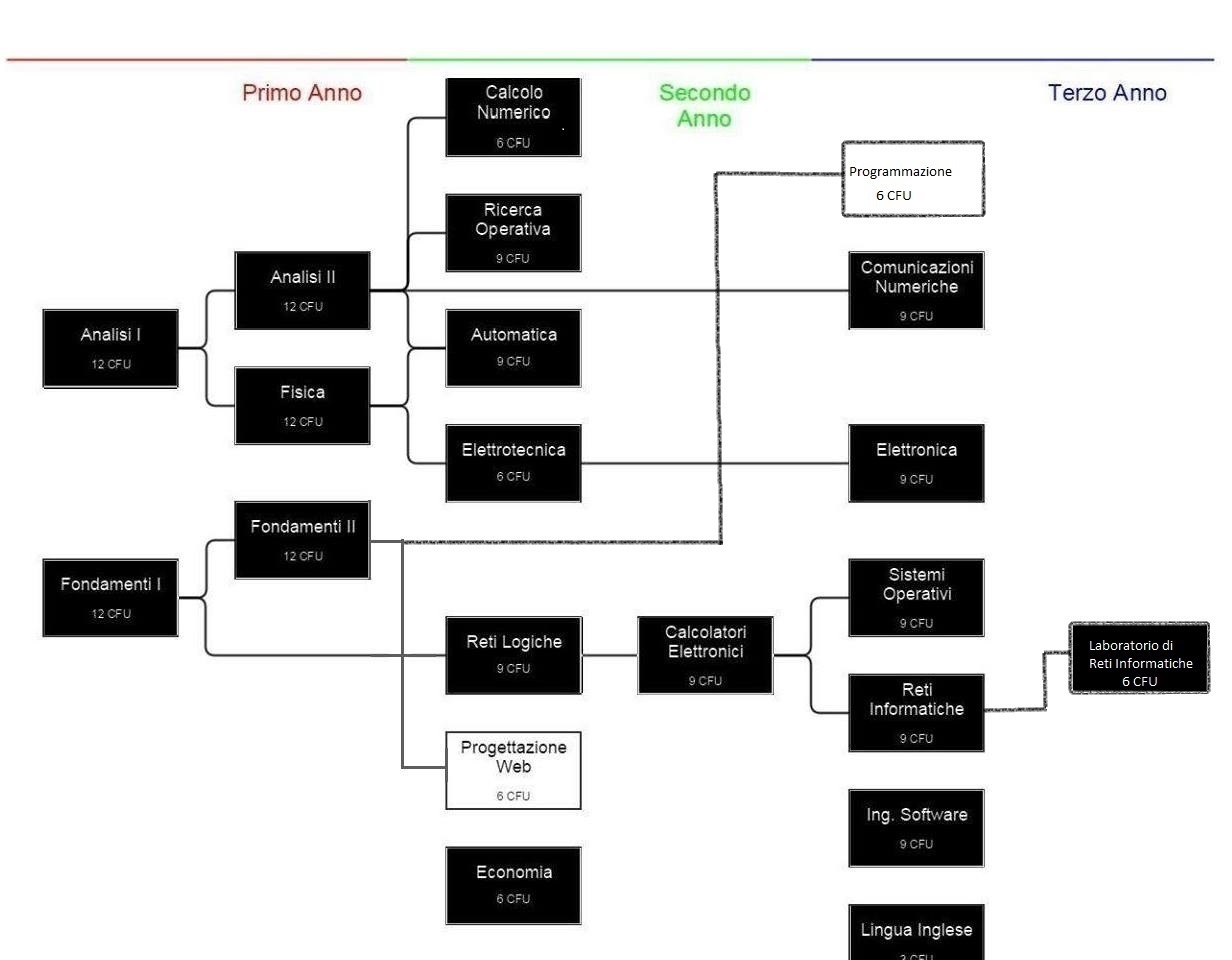 Primo Anno
Secondo
Anno
Terzo Anno
Calcolo
Numerico
6 CFU
Programmazione
6 CFU
Ricerca
Operativa
9 CFU
Analisi II
12 CFU
Comunicazioni
Numeriche
9 CFU
Analisi I
12 CFU
Automatica
9 CFU
Fisica
12 CFU
Elettrotecnica
6 CFU
Elettronica
9 CFU
Fondamenti II
12 CFU
Fondamenti I
12 CFU
Sistemi
Operativi
9 CFU
Reti Logiche
9 CFU
Calcolatori
Elettronici
9 CFU
Laboratorio di
Reti Informatiche
6 CFU
Reti
Informatiche
9 CFU
Progettazione
Web
6 CFU
Ing. Software
9 CFU
Economia
6 CFU
Lingua Inglese
3 CFU